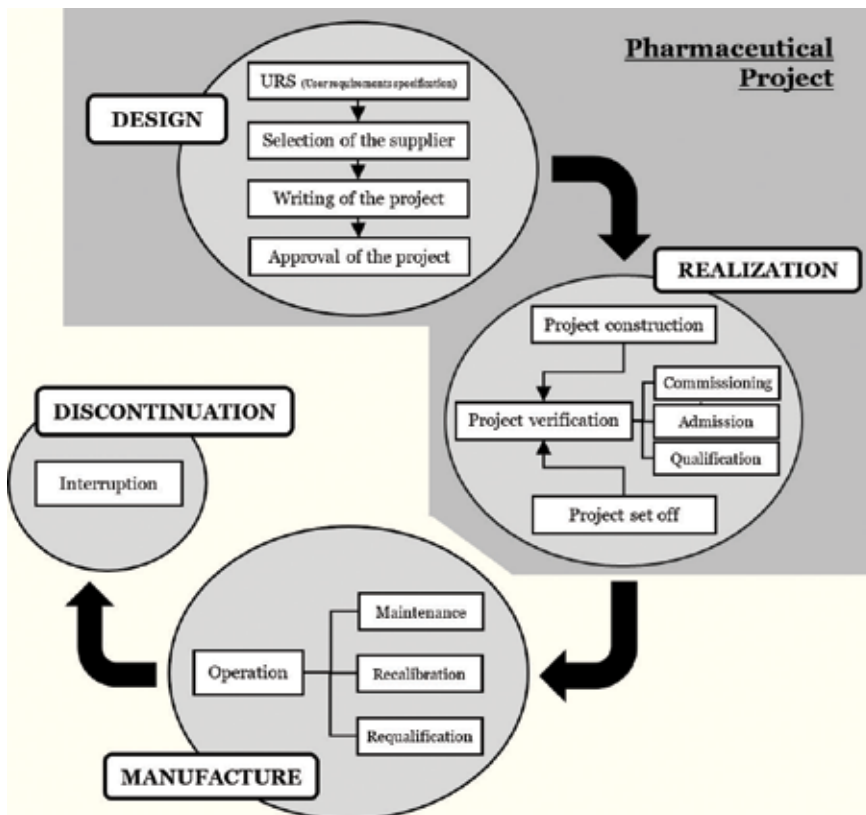 Pharmaceutical
Project
DESIGN
URS (User requirements specification)
Selection of the supplier
Writing of the project
Approval of the project
REALIZATION
Project construction
Project verification
Commissioning
Admission
Qualification
Project set off
DISCONTINUATION
Interruption
Operation
Maintenance
Recalibration
Requalification
MANUFACTURE